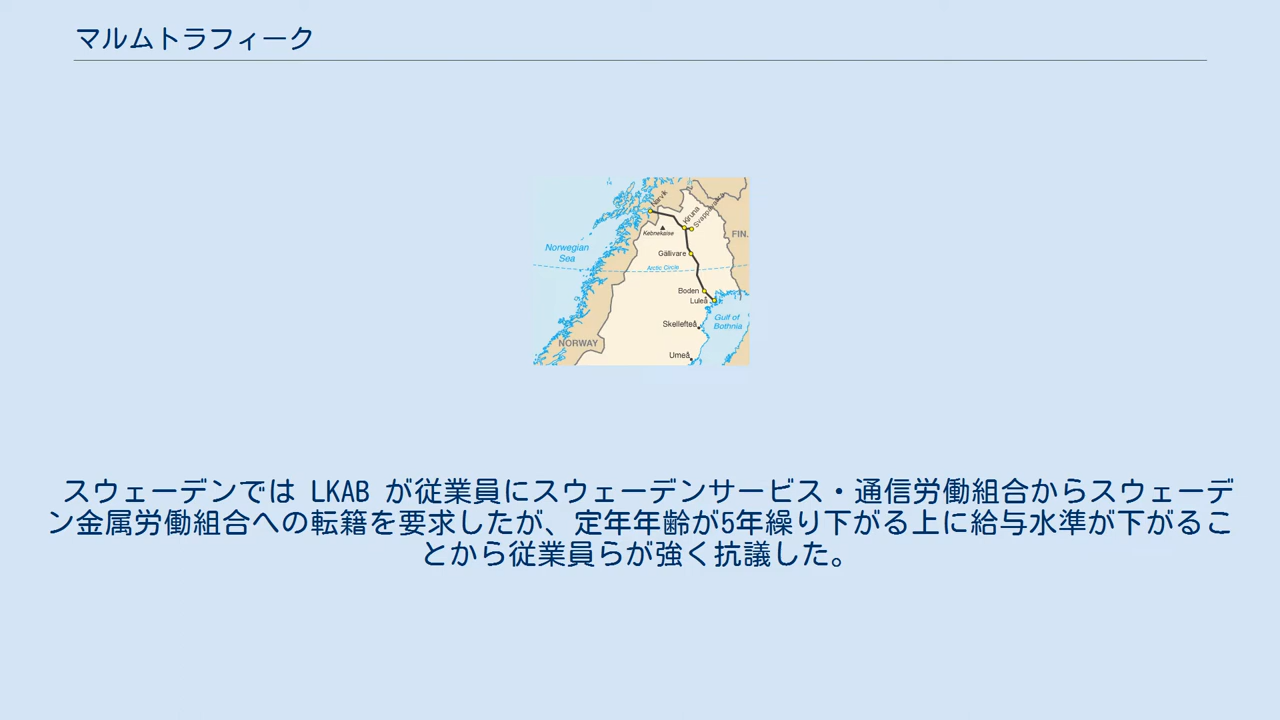 マルムトラフィーク
Narvik
Kiruna
Svappavaara
Kebnekaise
FIN.
Norwegian
Sea
Gällivare
Arctic Circle
Boden
Luleå
Gulf of
Bothnia
Skellefteå
NORWAY
Umeå
スウェーデンでは LKAB が従業員にスウェーデンサービス・通信労働組合からスウェーデ
ン金属労働組合への転籍を要求したが、定年年齢が5年繰り下がる上に給与水準が下がるこ
とから従業員らが強く抗議した。